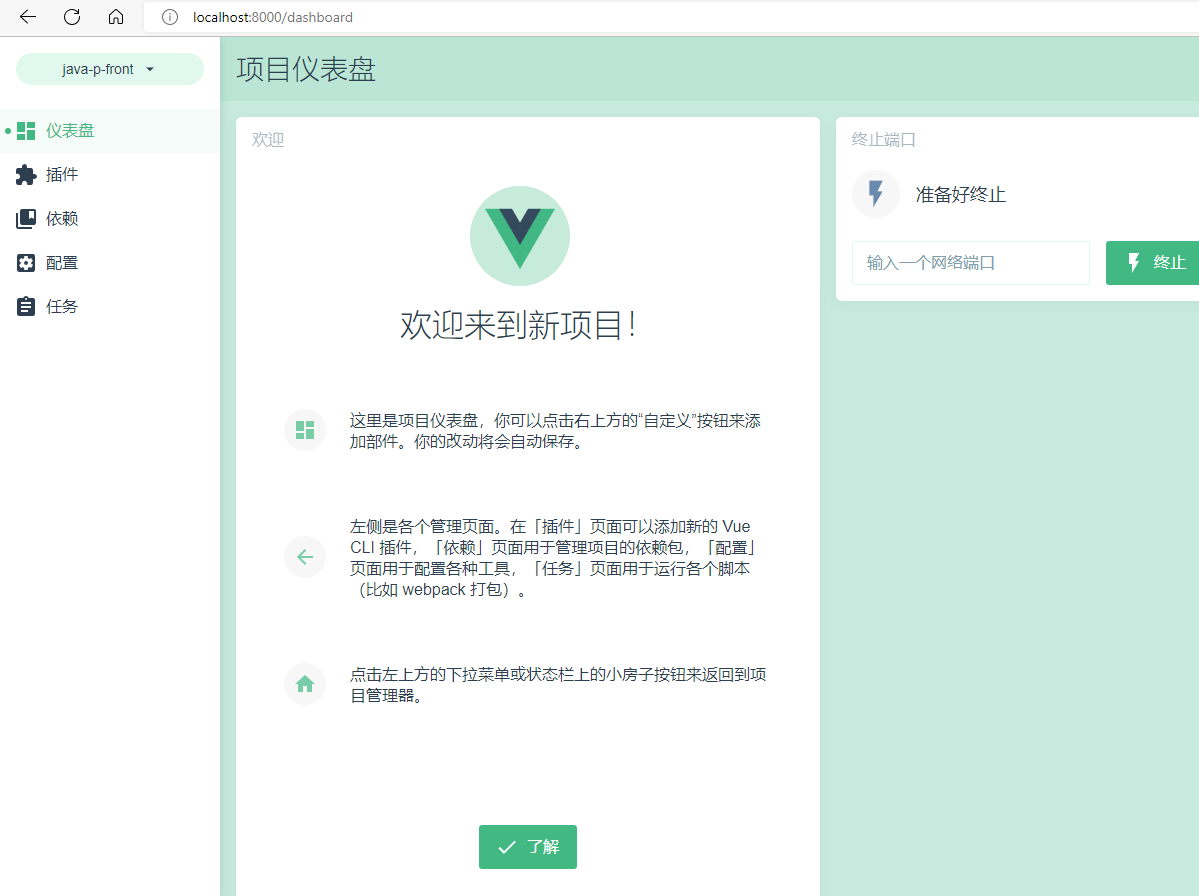 localhost:8000/dashboard
java-p-front
项目仪表盘
仪表盘
插件
依赖
配置
任务
欢迎
欢迎来到新项目！
这里是项目仪表盘，你可以点击右上方的“自定义”按钮来添
加部件。你的改动将会自动保存。
左侧是各个管理页面。在「插件」页面可以添加新的 Vue
CLI 插件，「依赖」页面用于管理项目的依赖包，「配置」
页面用于配置各种工具，「任务」页面用于运行各个脚本
（比如 webpack 打包）。
点击左上方的下拉菜单或状态栏上的小房子按钮来返回到项
目管理器。
了解
终止端口
准备好终止
输入一个网络端口
终止